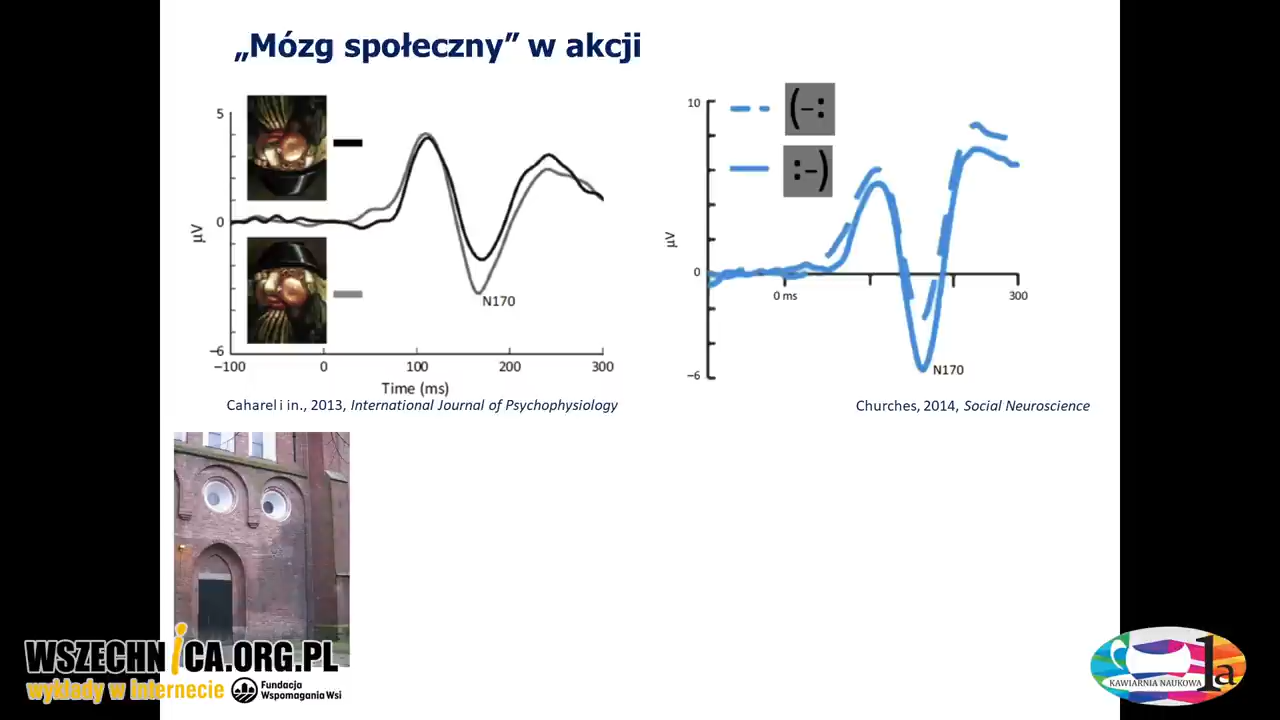 „Mózg społeczny” w akcji
5
0
−6
μV
−100 0 100 200 300
Time (ms)
N170
Caharel i in., 2013, International Journal of Psychophysiology
10
0
−6
μV
(-:
:-)
0 ms
300
N170
Churches, 2014, Social Neuroscience
WSZECHNICA.ORG.PL
wykłady w Internecie
Fundacja
Wspomagania Wsi
KAWIARNIA NAUKOWA 1a